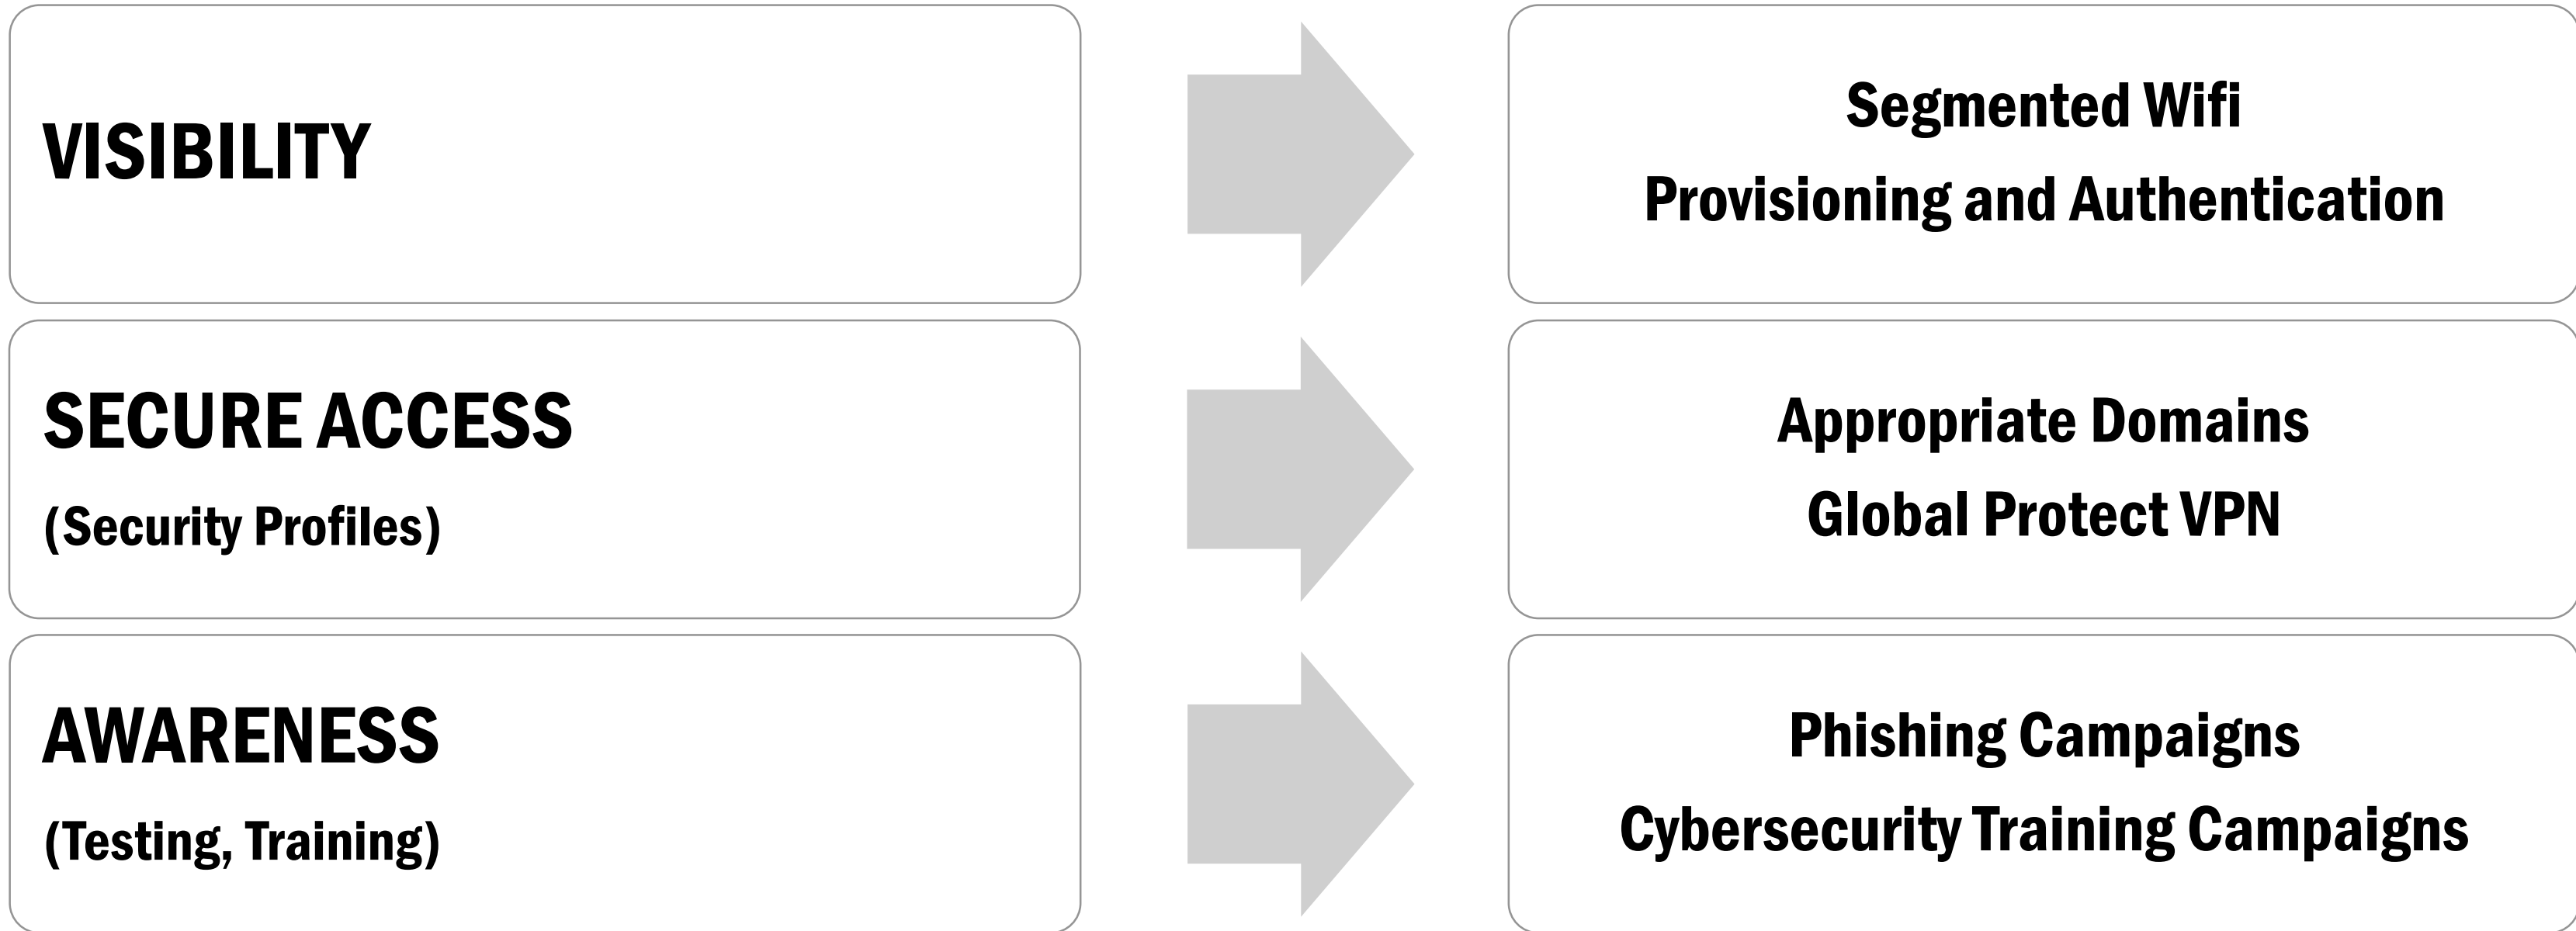 VISIBILITY
Segmented Wifi
Provisioning and Authentication
SECURE ACCESS
(Security Profiles)
Appropriate Domains
Global Protect VPN
AWARENESS
(Testing, Training)
Phishing Campaigns
Cybersecurity Training Campaigns